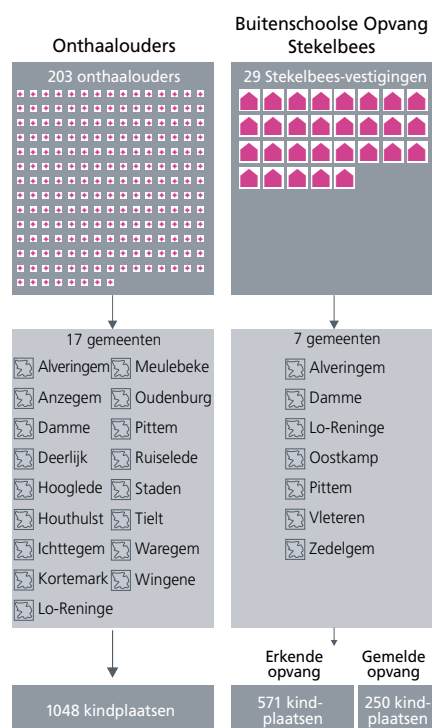 Onthaalouders
203 onthaalouders
17 gemeenten
Alveringem
Anzegem
Damme
Deerlijk
Hooglede
Houthulst
Ichttegem
Kortemark
Lo-Reninge
Meulebeke
Oudenburg
Pittem
Ruiselede
Staden
Tielt
Waregem
Wingene
1048 kindplaatsen
Buitenschoolse Opvang
Stekelbees
29 Stekelbees-vestigingen
7 gemeenten
Alveringem
Damme
Lo-Reninge
Oostkamp
Pittem
Vleteren
Zedelgem
Erkende
opvang
571 kind-
plaatsen
Gemelde
opvang
250 kind-
plaatsen